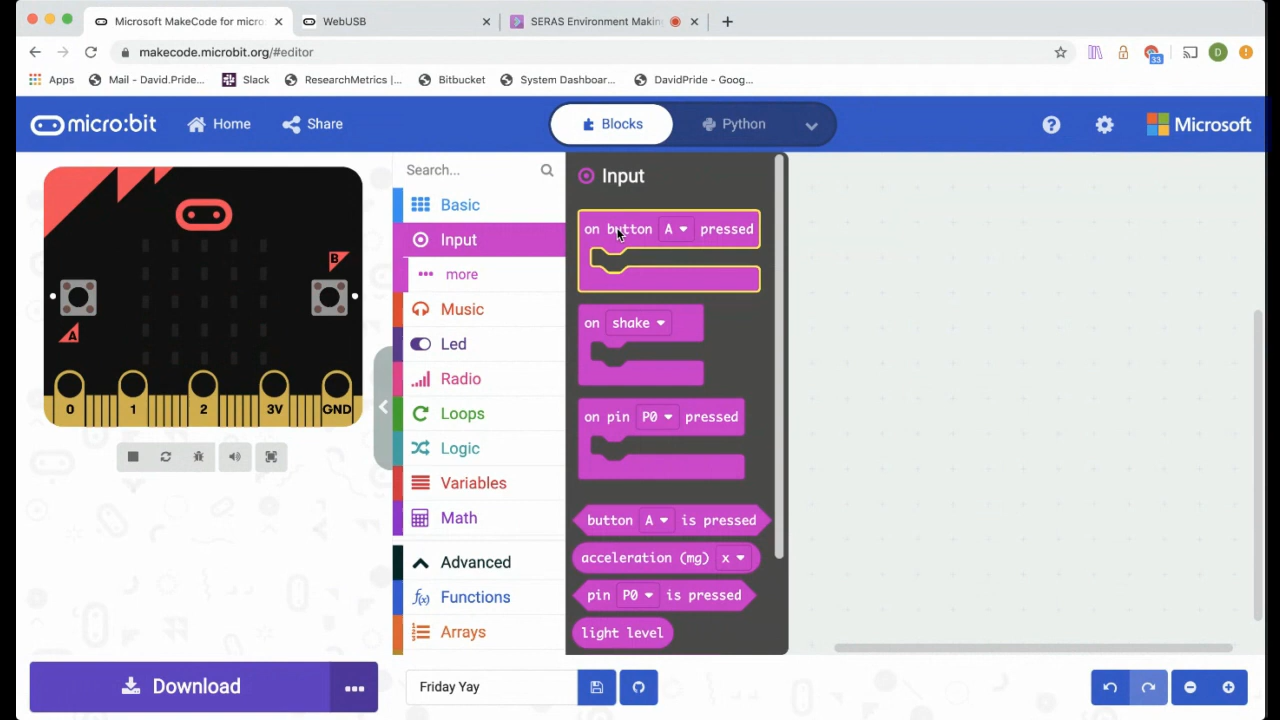 Microsoft MakeCode for micro:
WebUSB
SERAS Environment Makin
makecode.microbit.org/#editor
D
33
Apps
Mail - David.Pride...
Slack
ResearchMetrics |...
Bitbucket
System Dashboar...
DavidPride - Goog...
micro:bit
Home
Share
Blocks
Python
Microsoft
Search...
Basic
Input
more
Music
Led
Radio
Loops
Logic
Variables
Math
Advanced
Functions
Arrays
Input
on button A pressed
on shake
on pin P0 pressed
button A is pressed
acceleration (mg) x
pin P0 is pressed
light level
B
A
0 1 2 3V GND
Download
Friday Yay